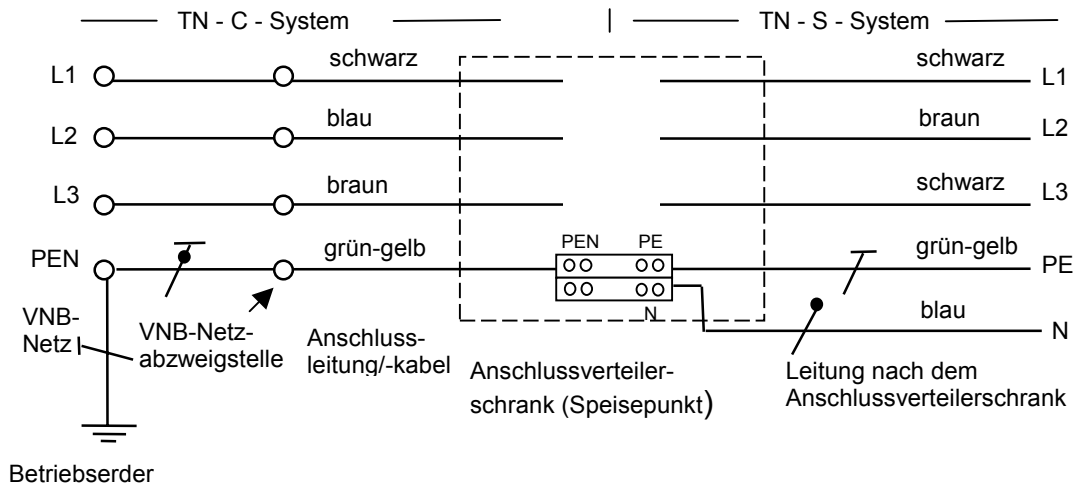 TN - C - System
TN - S - System
schwarz
schwarz
L1
L1
blau
braun
L2
L2
braun
schwarz
L3
L3
PEN
grün-gelb
PEN PE
grün-gelb
PE
N
blau
N
VNB-
Netz
VNB-Netz-
abzweigstelle
Anschluss-
leitung/-kabel
Anschlussverteiler-
schrank (Speisepunkt)
Leitung nach dem
Anschlussverteilerschrank
Betriebserder